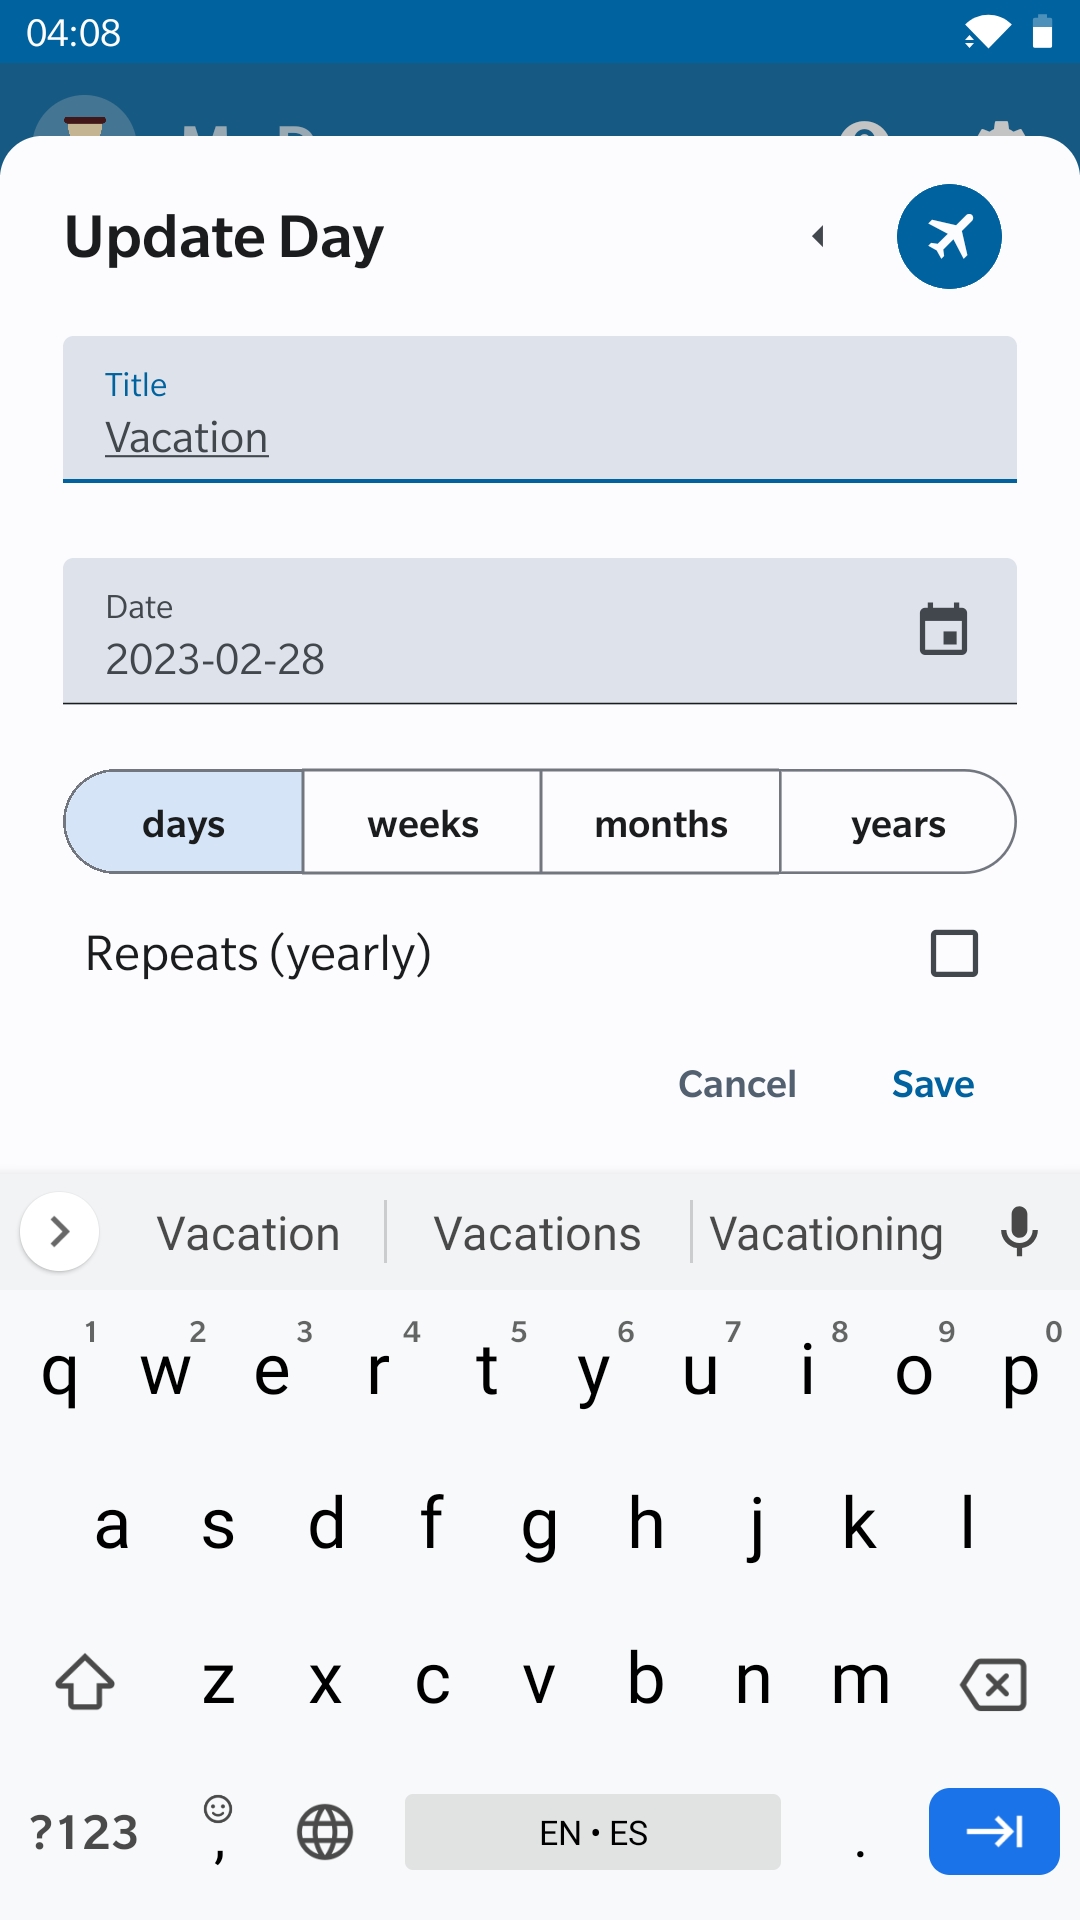 04:08
Update Day
Title
Vacation
Date
2023-02-28
days weeks months years
Repeats (yearly)
Cancel Save
Vacation Vacations Vacationing
1 2 3 4 5 6 7 8 9 0
q w e r t y u i o p
a s d f g h j k l
z x c v b n m
?123 , EN • ES .